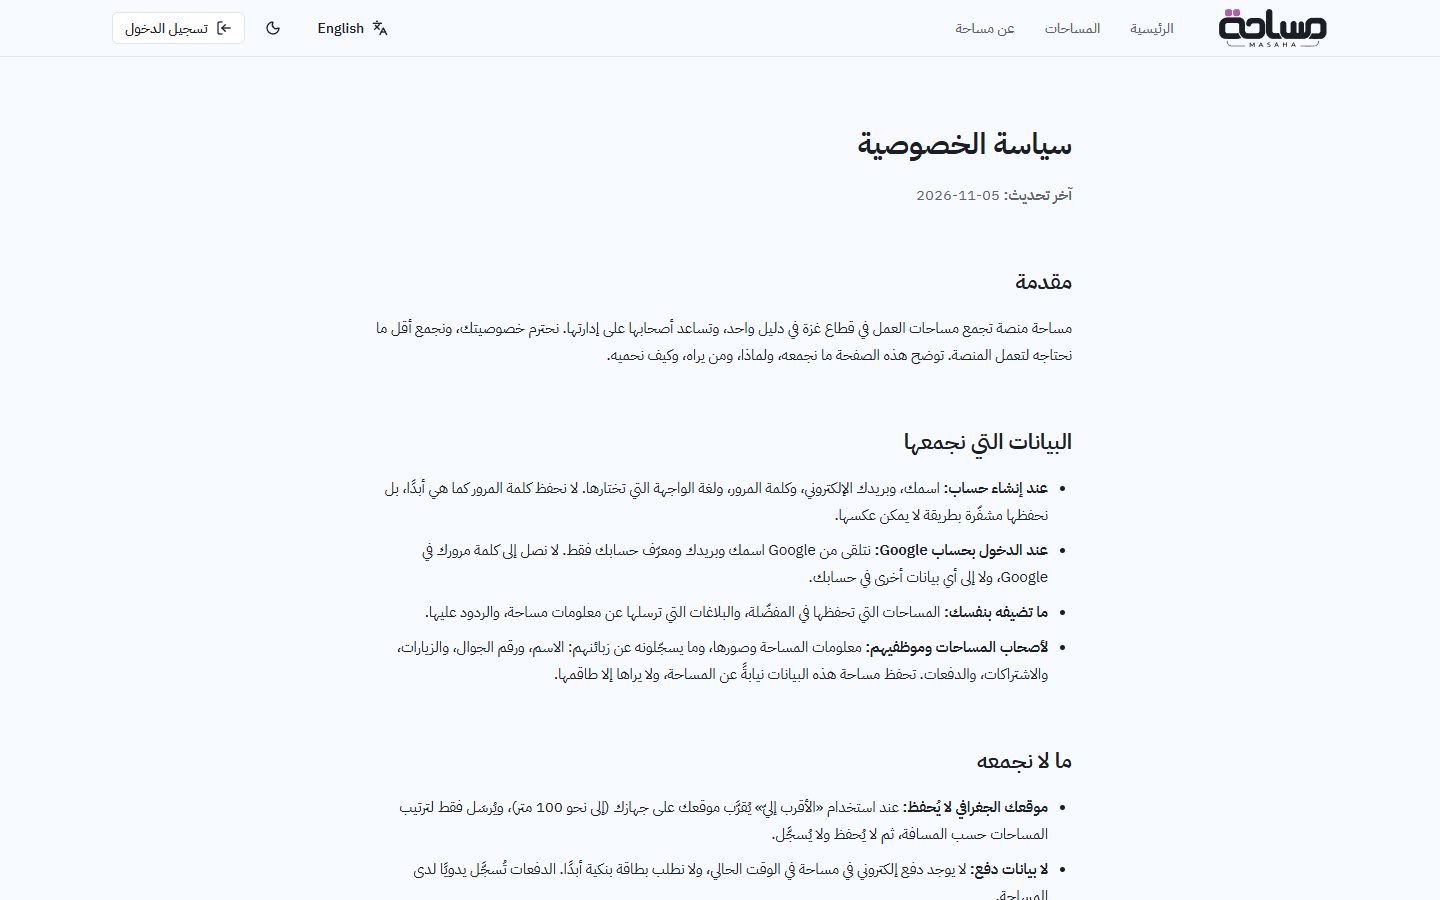 مساحة
MASAHA
الرئيسية
المساحات
عن مساحة
English
تسجيل الدخول
سياسة الخصوصية
آخر تحديث: 2026-11-05
مقدمة
مساحة منصة تجمع مساحات العمل في قطاع غزة في دليل واحد، وتساعد أصحابها على إدارتها. نحترم خصوصيتك، ونجمع أقل ما
نحتاجه لتعمل المنصة. توضح هذه الصفحة ما نجمعه، ولماذا، ومن يراه، وكيف نحميه.
البيانات التي نجمعها
• عند إنشاء حساب: اسمك، وبريدك الإلكتروني، وكلمة المرور، ولغة الواجهة التي تختارها. لا نحفظ كلمة المرور كما هي أبدًا، بل
نحفظها مشفّرة بطريقة لا يمكن عكسها.
• عند الدخول بحساب Google: نتلقى من Google اسمك وبريدك ومعرّف حسابك فقط. لا نصل إلى كلمة مرورك في
Google، ولا إلى أي بيانات أخرى في حسابك.
• ما تضيفه بنفسك: المساحات التي تحفظها في المفضّلة، والبلاغات التي ترسلها عن معلومات مساحة، والردود عليها.
• لأصحاب المساحات وموظفيهم: معلومات المساحة وصورها، وما يسجّلونه عن زبائنهم: الاسم، ورقم الجوال، والزيارات،
والاشتراكات، والدفعات. تحفظ مساحة هذه البيانات نيابةً عن المساحة، ولا يراها إلا طاقمها.
ما لا نجمعه
• موقعك الجغرافي لا يُحفظ: عند استخدام «الأقرب إليّ» يُقرَّب موقعك على جهازك (إلى نحو 100 متر)، ويُرسَل فقط لترتيب
المساحات حسب المسافة، ثم لا يُحفظ ولا يُسجَّل.
• لا بيانات دفع: لا يوجد دفع إلكتروني في مساحة في الوقت الحالي، ولا نطلب بطاقة بنكية أبدًا. الدفعات تُسجَّل يدويًا لدى
المساحة.